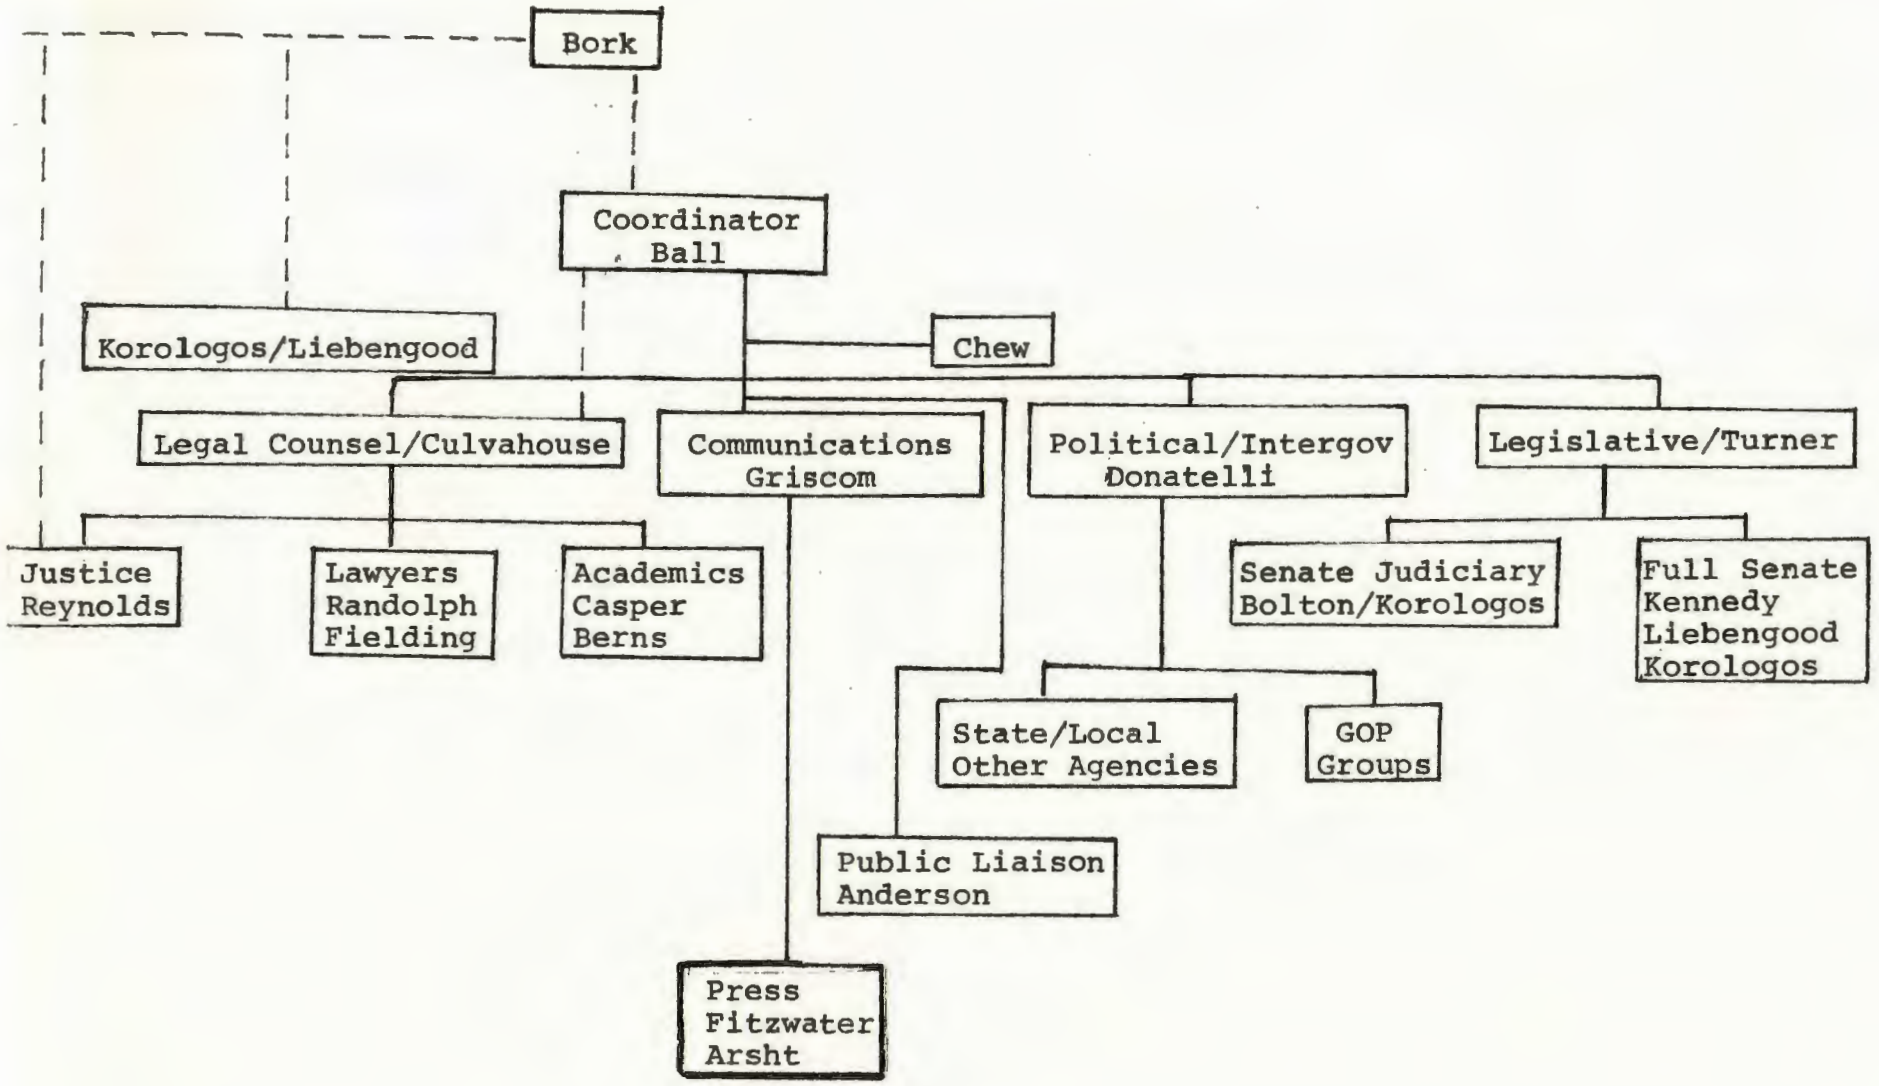 Bork
Coordinator
Ball
Korologos/Liebengood
Chew
Legal Counsel/Culvahouse
Communications
Griscom
Political/Intergov
Donatelli
Legislative/Turner
Justice
Reynolds
Lawyers
Randolph
Fielding
Academics
Casper
Berns
Senate Judiciary
Bolton/Korologos
Full Senate
Kennedy
Liebengood
Korologos
State/Local
Other Agencies
GOP
Groups
Public Liaison
Anderson
Press
Fitzwater
Arsht